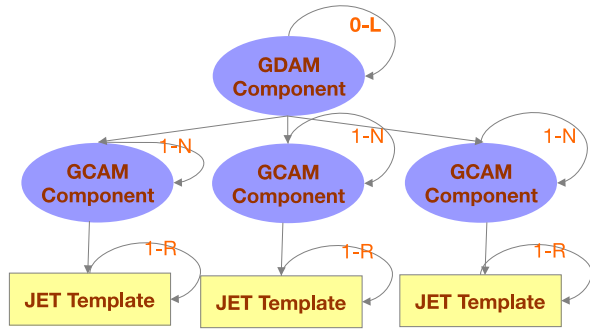 0-L
GDAM
Component
1-N
1-N
1-N
GCAM
Component
GCAM
Component
GCAM
Component
1-R
1-R
1-R
JET Template
JET Template
JET Template